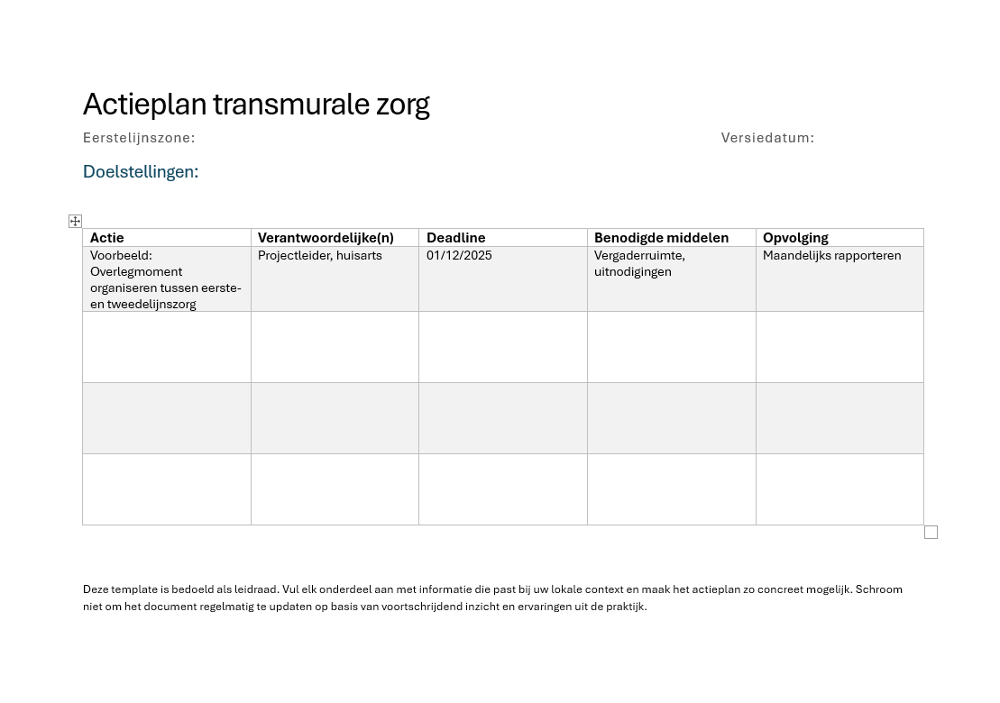 Actieplan transmurale zorg
Eerstelijnszone: Versiedatum:
Doelstellingen:
Actie Verantwoordelijke(n) Deadline Benodigde middelen Opvolging
Voorbeeld: Projectleider, huisarts 01/12/2025 Vergaderruimte, Maandelijks rapporteren
Overlegmoment uitnodigingen
organiseren tussen eerste-
en tweedelijnszorg
Deze template is bedoeld als leidraad. Vul elk onderdeel aan met informatie die past bij uw lokale context en maak het actieplan zo concreet mogelijk. Schroom
niet om het document regelmatig te updaten op basis van voortschrijdend inzicht en ervaringen uit de praktijk.